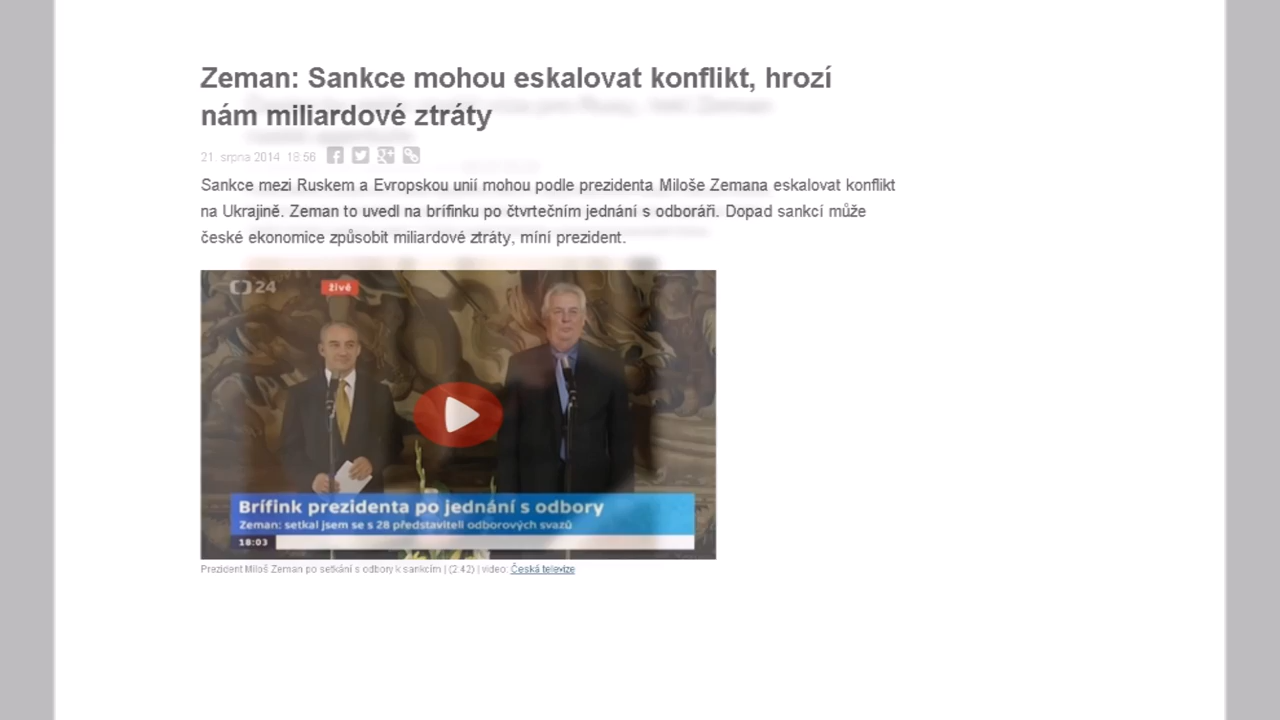 Zeman: Sankce mohou eskalovat konflikt, hrozí
nám miliardové ztráty
21. srpna 2014 18:56
Sankce mezi Ruskem a Evropskou unií mohou podle prezidenta Miloše Zemana eskalovat konflikt
na Ukrajině. Zeman to uvedl na brífinku po čtvrtečním jednání s odboráři. Dopad sankcí může
české ekonomice způsobit miliardové ztráty, míní prezident.
24 živě
Brífink prezidenta po jednání s odbory
Zeman: setkal jsem se s 28 představiteli odborových svazů
18:03
Prezident Miloš Zeman po setkání s odbory k sankcím | (2:42) | video: Česká televize